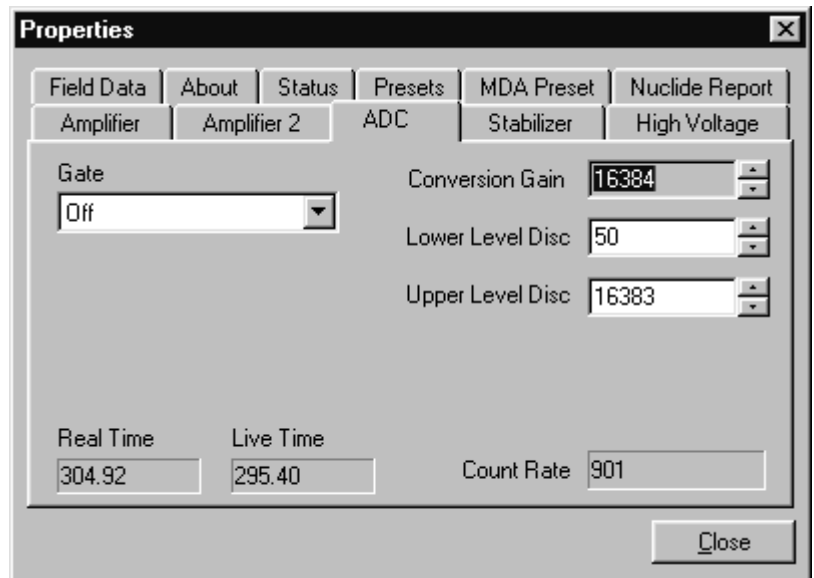 Properties
Field Data About Status Presets MDA Preset Nuclide Report
Amplifier Amplifier 2 ADC Stabilizer High Voltage
Gate
Off
Conversion Gain 16384
Lower Level Disc 50
Upper Level Disc 16383
Real Time Live Time
304.92 295.40
Count Rate 901
Close